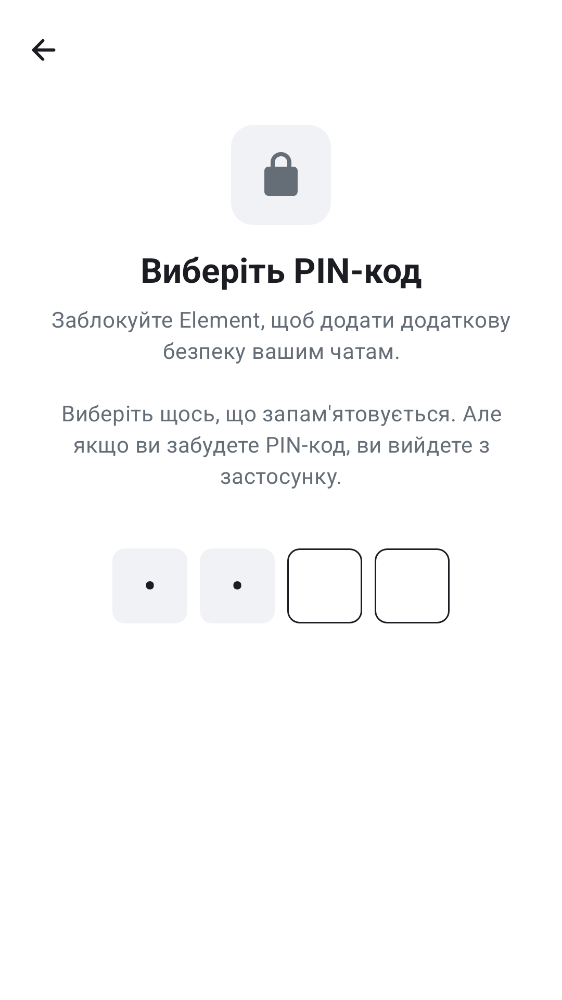 Виберіть PIN-код
Заблокуйте Element, щоб додати додаткову
безпеку вашим чатам.
Виберіть щось, що запам'ятовується. Але
якщо ви забудете PIN-код, ви вийдете з
застосунку.